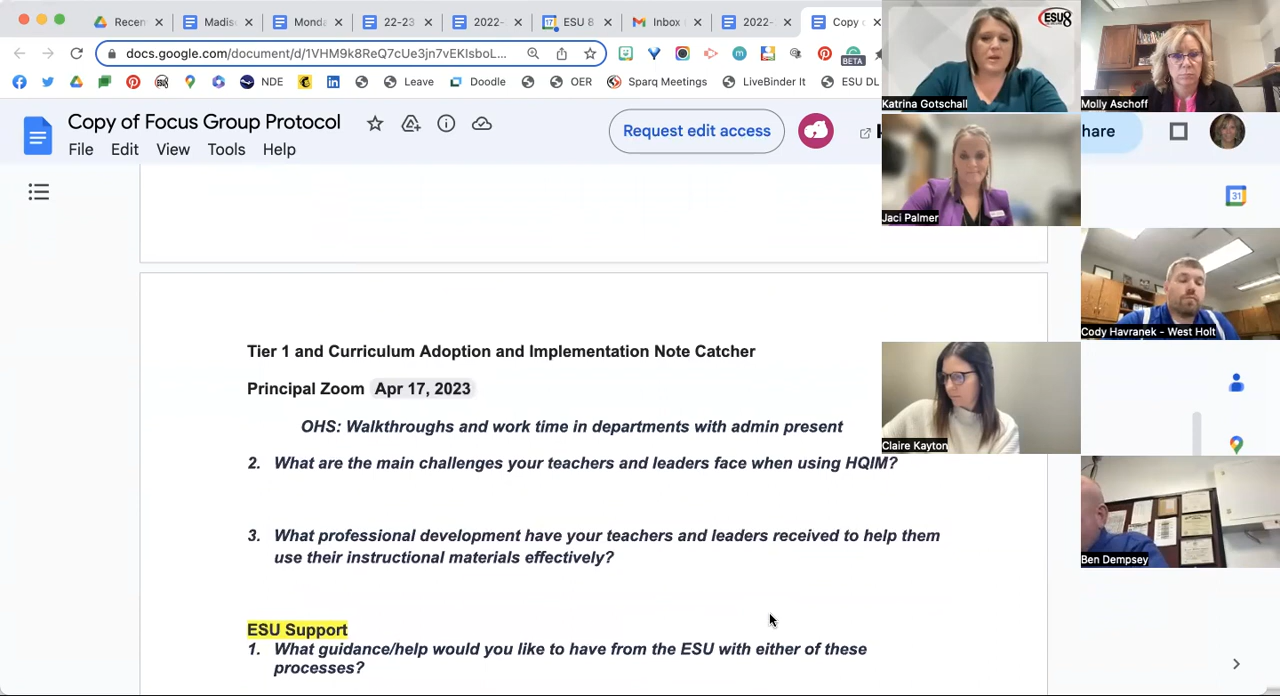 Recen
Madis
Monda
22-23
2022-
ESU 8
Inbox
2022-
Copy c
docs.google.com/document/d/1VHM9k8ReQ7cUe3jn7vEKIsboL...
BETA
NDE
Leave
Doodle
OER
Sparq Meetings
LiveBinder It
ESU DL
Copy of Focus Group Protocol
Request edit access
hare
File Edit View Tools Help
31
ESU8
Katrina Gotschall
Molly Aschoff
Jaci Palmer
Cody Havranek - West Holt
Claire Kayton
Ben Dempsey
Tier 1 and Curriculum Adoption and Implementation Note Catcher
Principal Zoom Apr 17, 2023
OHS: Walkthroughs and work time in departments with admin present
2. What are the main challenges your teachers and leaders face when using HQIM?
3. What professional development have your teachers and leaders received to help them
use their instructional materials effectively?
ESU Support
1. What guidance/help would you like to have from the ESU with either of these
processes?